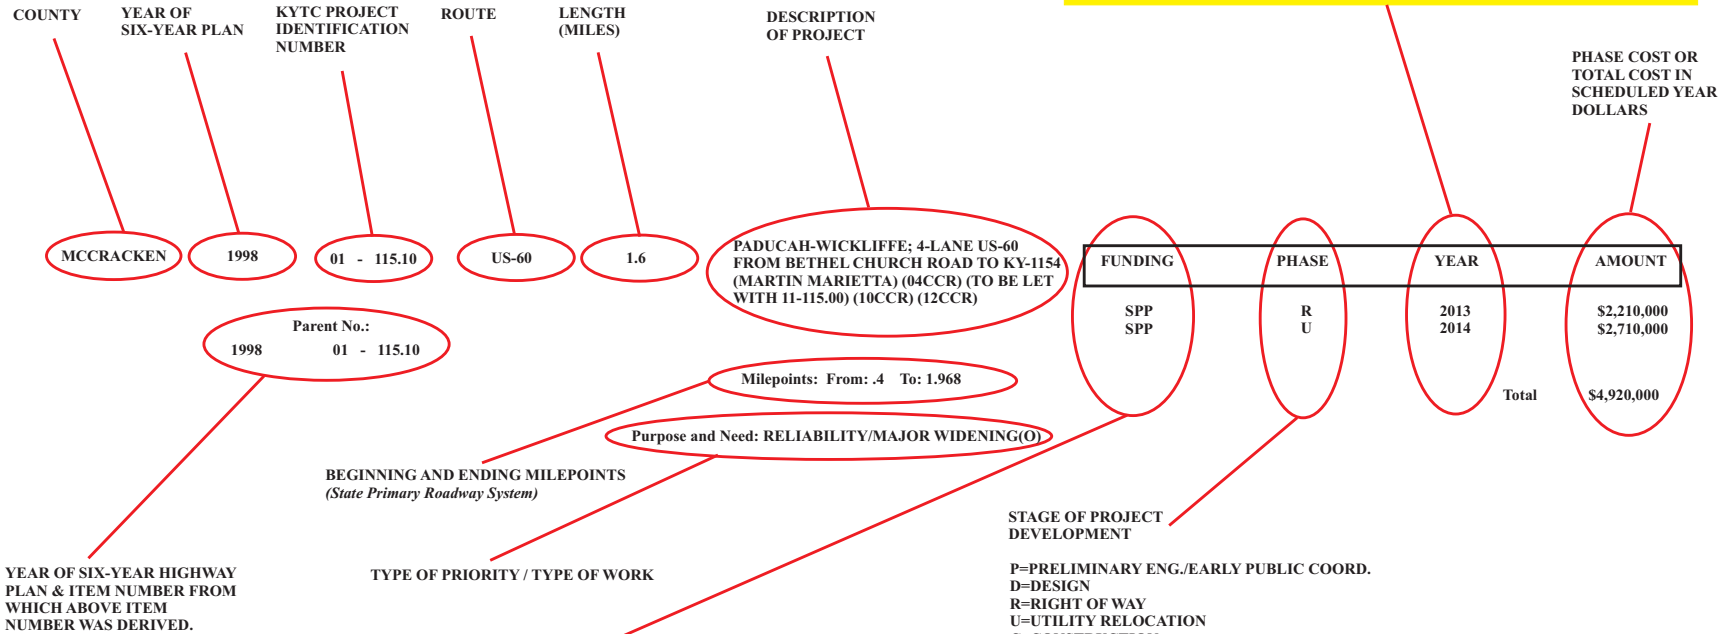 COUNTY
YEAR OF
SIX-YEAR PLAN
KYTC PROJECT
IDENTIFICATION
NUMBER
ROUTE
LENGTH
(MILES)
DESCRIPTION
OF PROJECT
PHASE COST OR
TOTAL COST IN
SCHEDULED YEAR
DOLLARS
MCCRACKEN
1998
01 - 115.10
US-60
1.6
PADUCAH-WICKLIFFE; 4-LANE US-60
FROM BETHEL CHURCH ROAD TO KY-1154
(MARTIN MARIETTA) (04CCR) (TO BE LET
WITH 11-115.00) (10CCR) (12CCR)
FUNDING PHASE YEAR AMOUNT
SPP R 2013 $2,210,000
SPP U 2014 $2,710,000
Total $4,920,000
Parent No.:
1998 01 - 115.10
Milepoints: From: .4 To: 1.968
Purpose and Need: RELIABILITY/MAJOR WIDENING(O)
BEGINNING AND ENDING MILEPOINTS
(State Primary Roadway System)
YEAR OF SIX-YEAR HIGHWAY
PLAN & ITEM NUMBER FROM
WHICH ABOVE ITEM
NUMBER WAS DERIVED.
TYPE OF PRIORITY / TYPE OF WORK
STAGE OF PROJECT
DEVELOPMENT
P=PRELIMINARY ENG./EARLY PUBLIC COORD.
D=DESIGN
R=RIGHT OF WAY
U=UTILITY RELOCATION